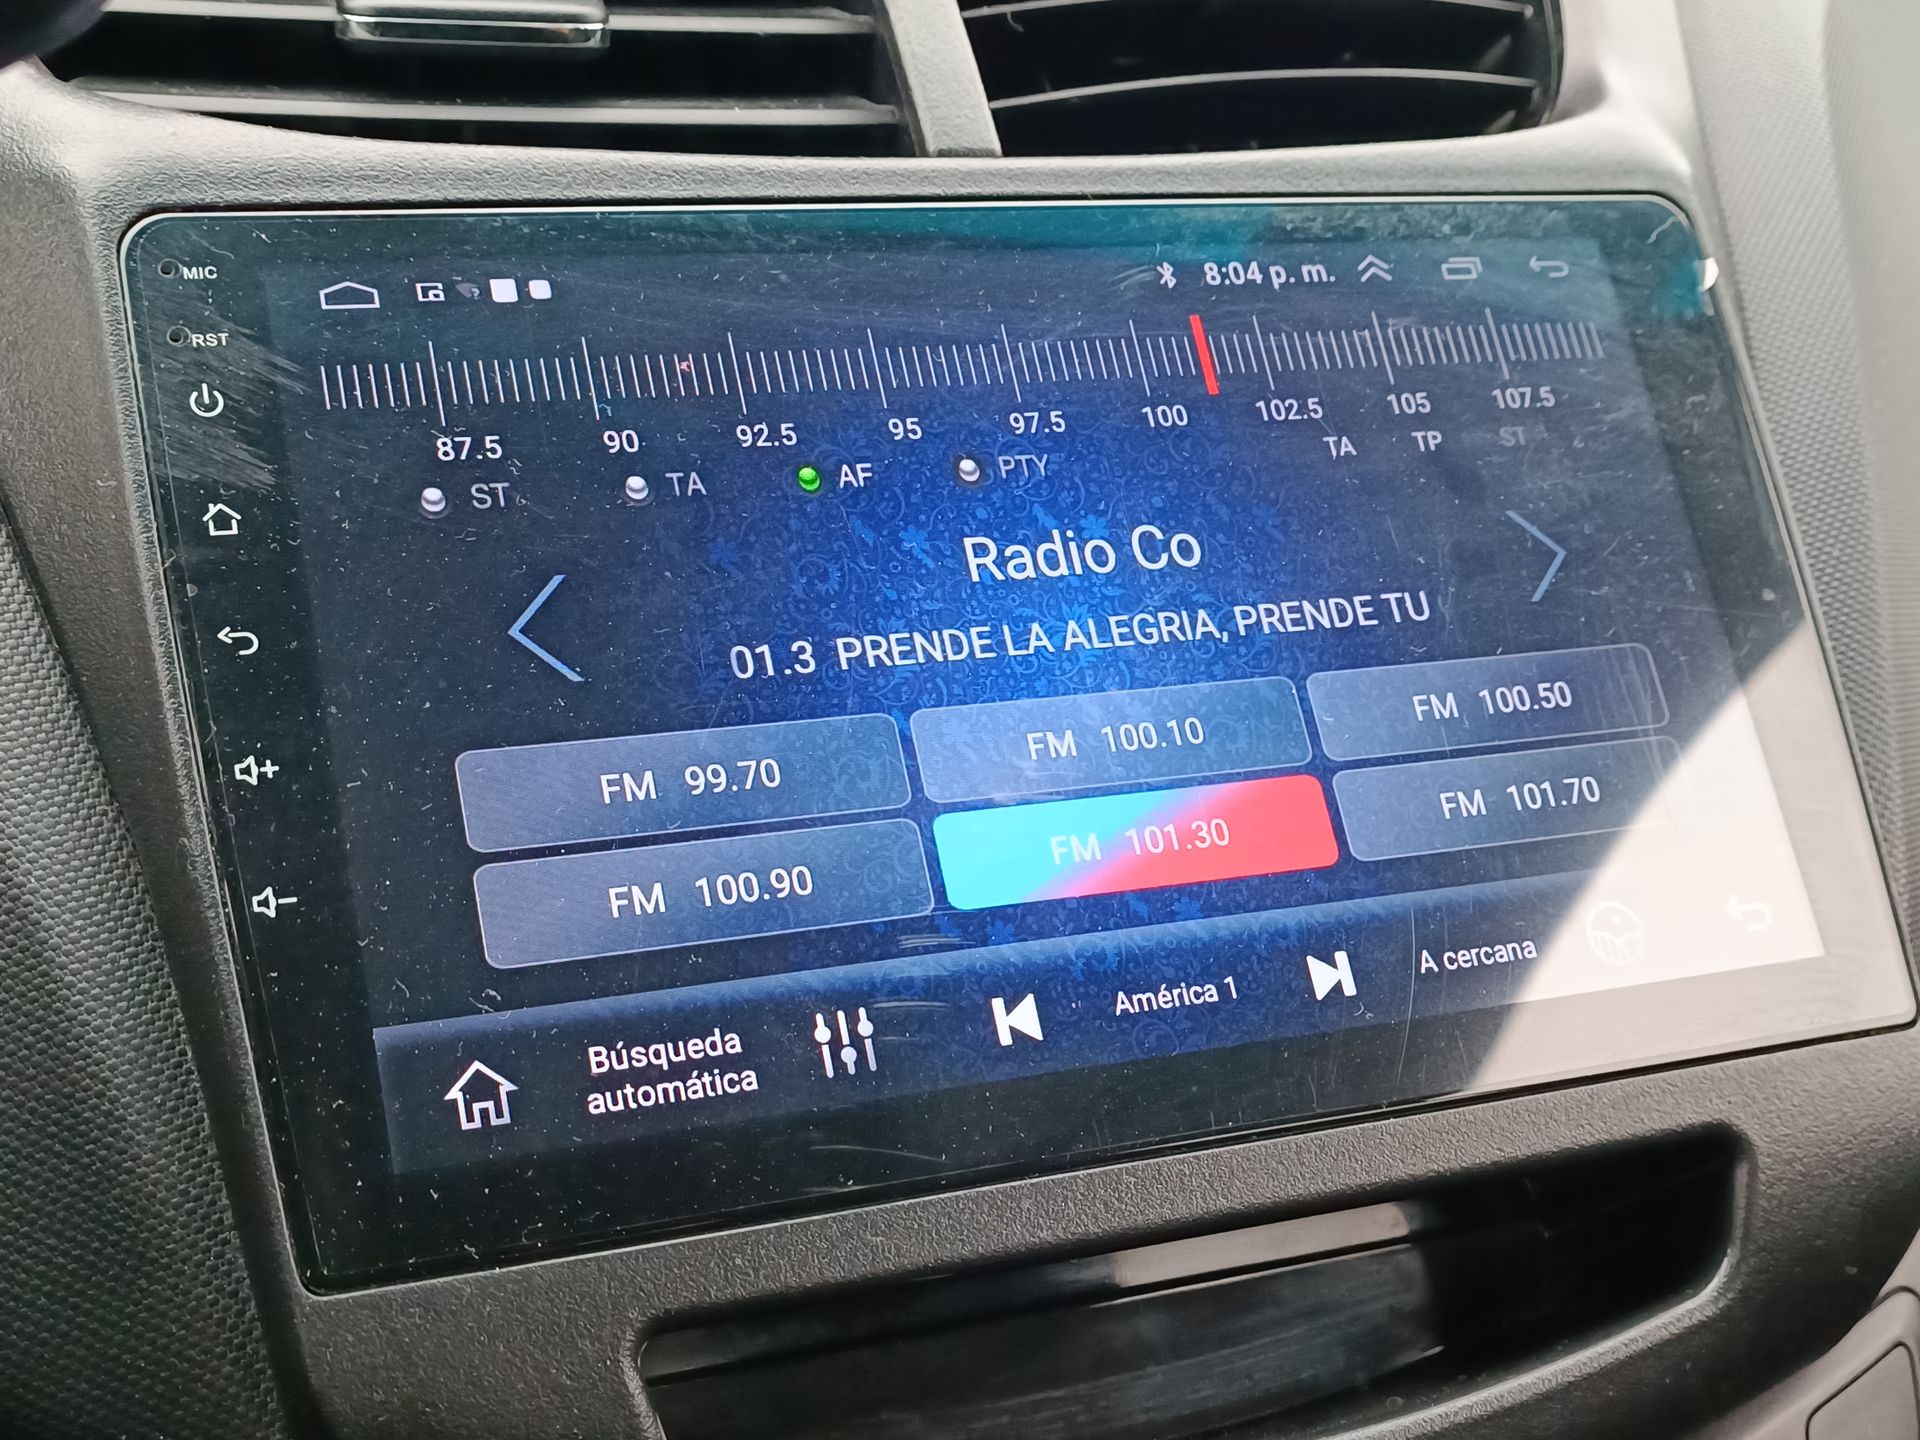 MIC
8:04 p. m.
RST
87.5 90 92.5 95 97.5 100 102.5 105 107.5
ST TA AF PTY TA TP ST
Radio Co
01.3 PRENDE LA ALEGRIA, PRENDE TU
FM 99.70 FM 100.10 FM 100.50
FM 100.90 FM 101.30 FM 101.70
Búsqueda
automática
América 1
A cercana